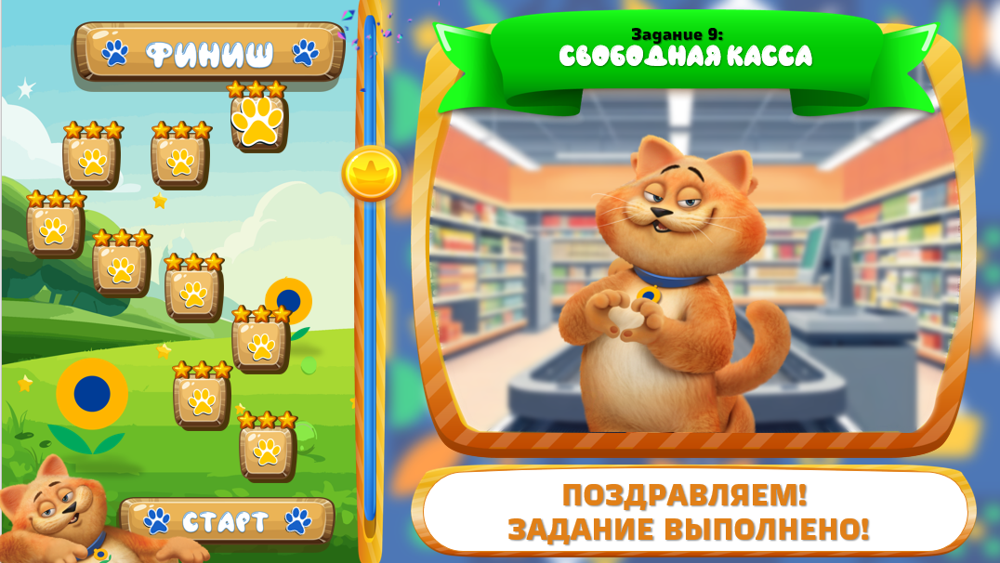 ФИНИШ
СТАРТ
Задание 9:
СВОБОДНАЯ КАССА
ПОЗДРАВЛЯЕМ!
ЗАДАНИЕ ВЫПОЛНЕНО!